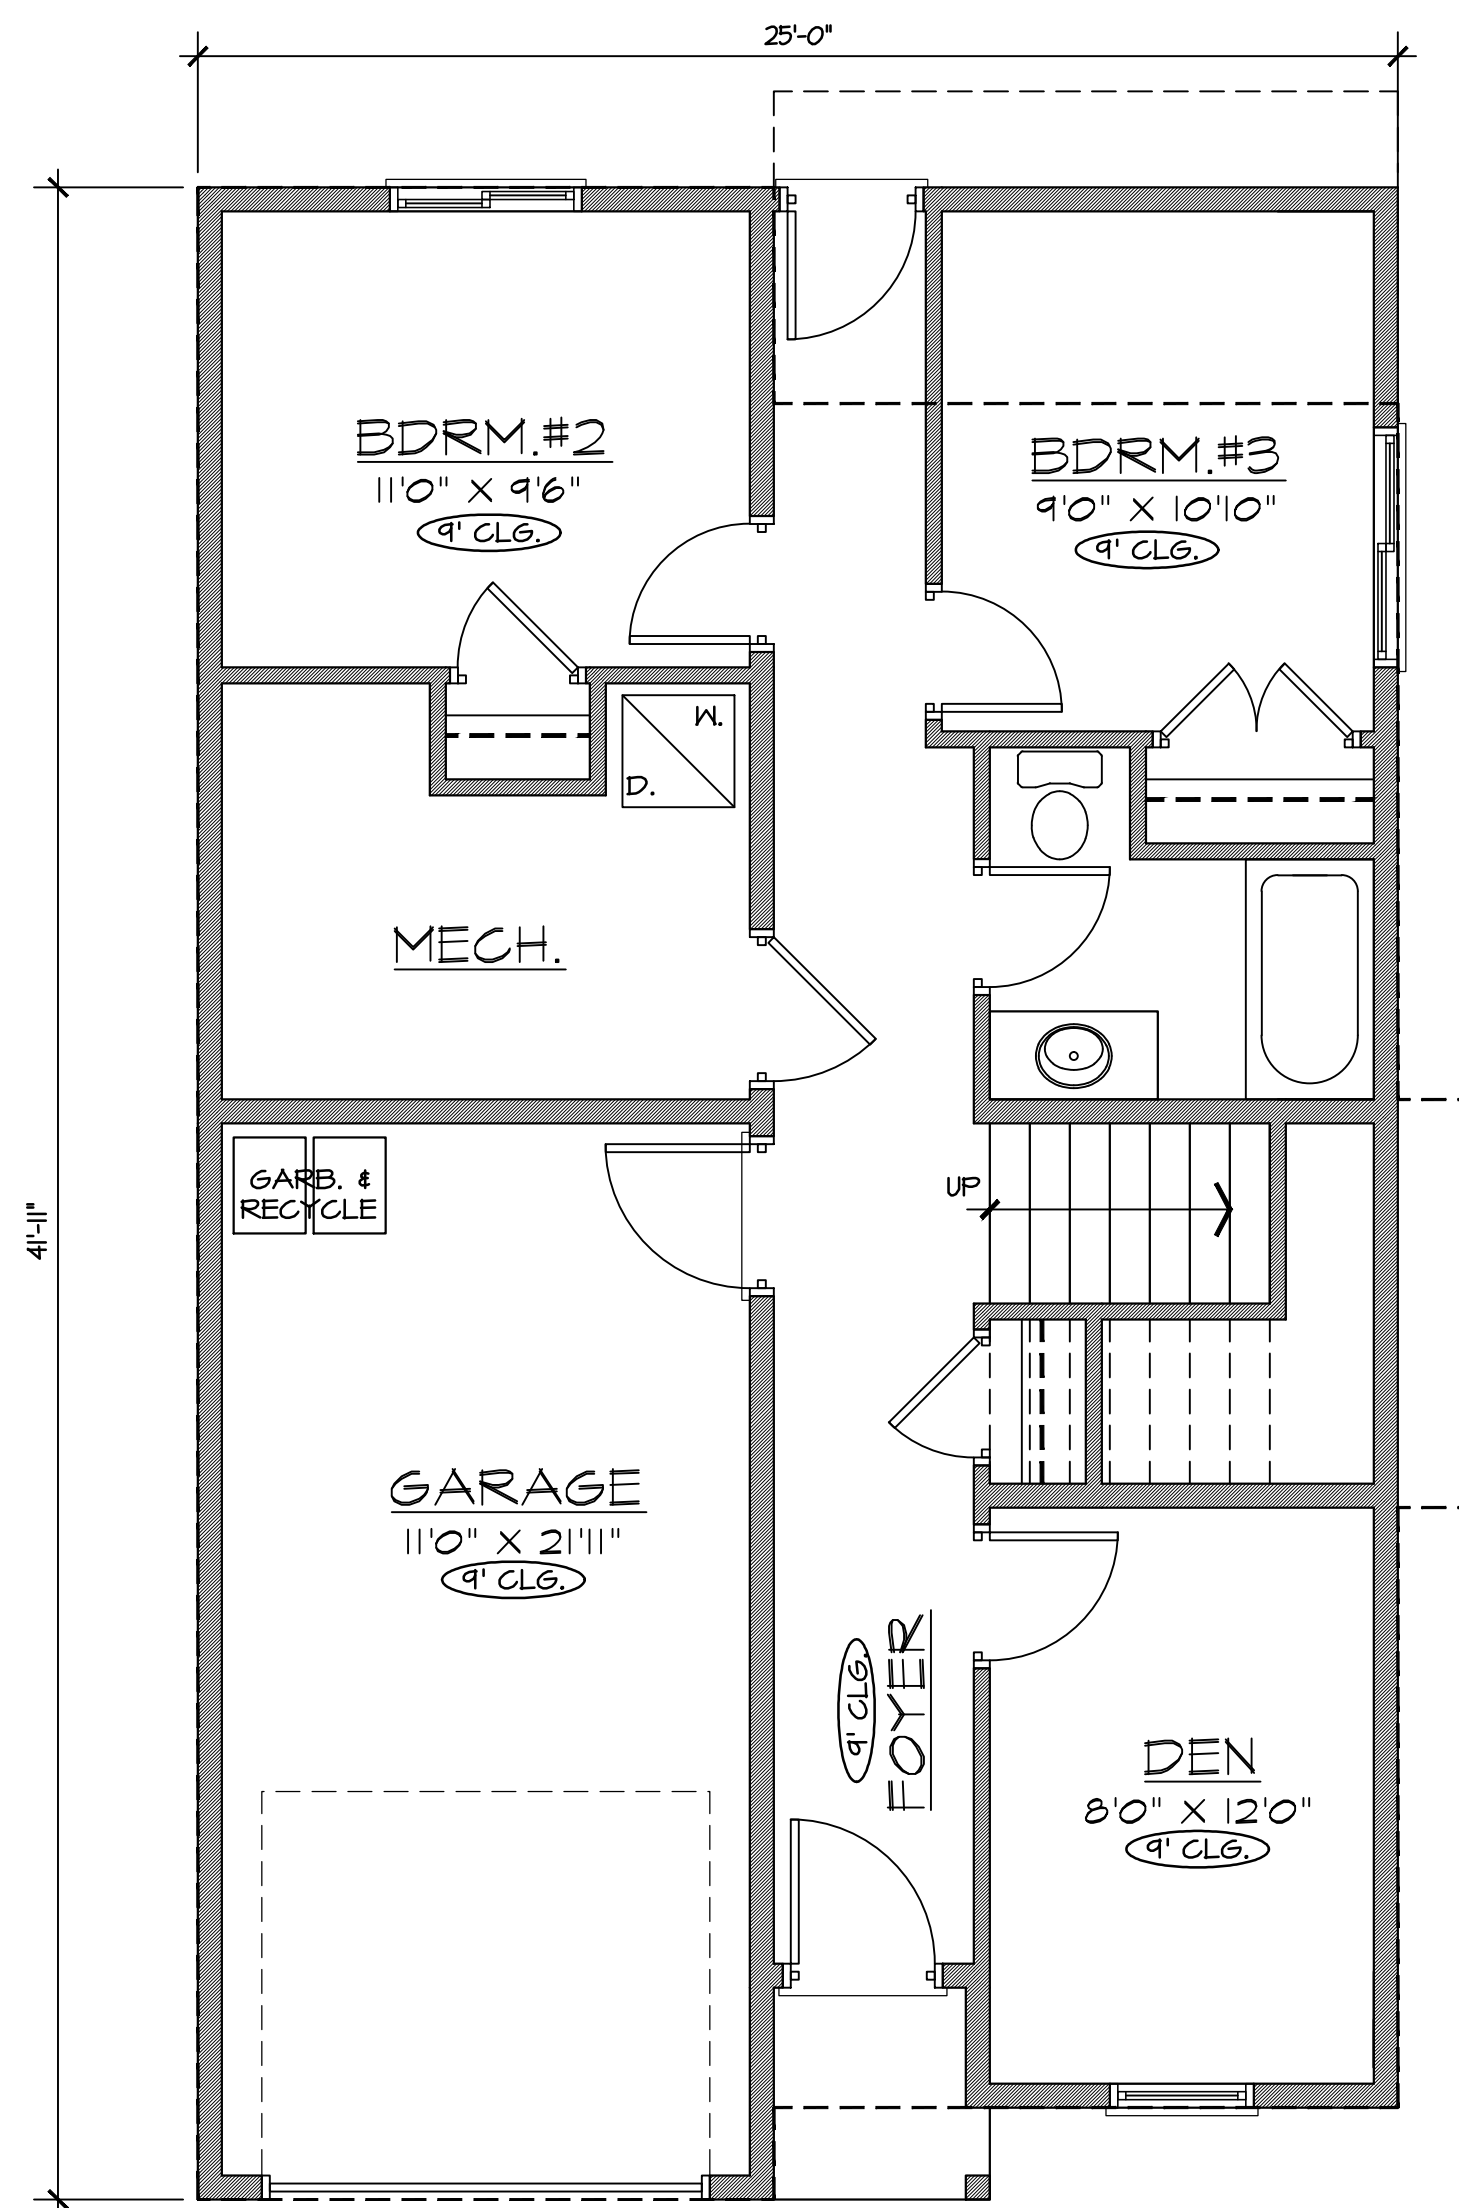 25'-0"
BDRM.#2
11'0" X 9'6"
9' CLG.
BDRM.#3
9'0" X 10'10"
9' CLG.
W.
D.
MECH.
GARB. &
RECYCLE
UP
41'-11"
GARAGE
11'0" X 21'11"
9' CLG.
FOYER
9' CLG.
DEN
8'0" X 12'0"
9' CLG.